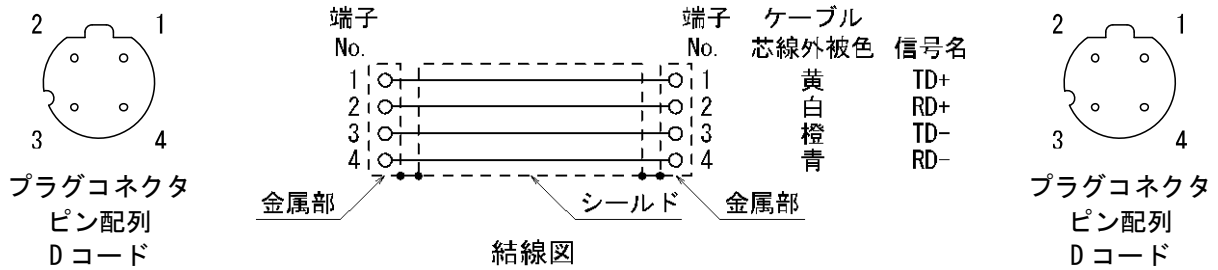 2 1
3 4
プラグコネクタ
ピン配列
Dコード
端子 端子 ケーブル
No. No. 芯線外被色 信号名
1 1 黄 TD+
2 2 白 RD+
3 3 橙 TD-
4 4 青 RD-
金属部 シールド 金属部
結線図
2 1
3 4
プラグコネクタ
ピン配列
Dコード